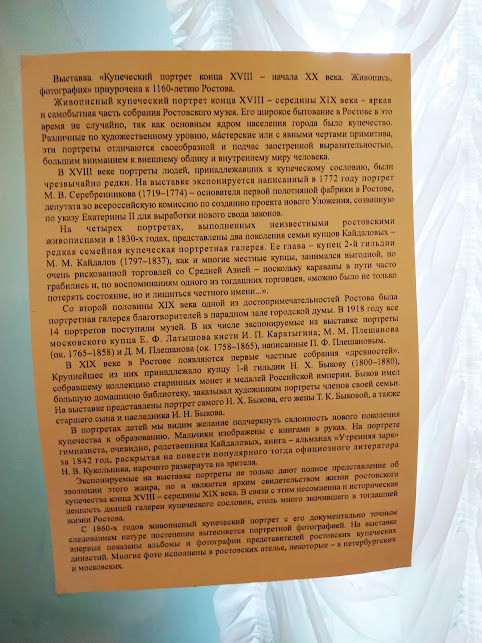 Выставка «Купеческий портрет конца XVIII – начала XX века. Живопись,
фотография» приурочена к 1160-летию Ростова.
Живописный купеческий портрет конца XVIII – середины XIX века – яркая
и самобытная часть собрания Ростовского музея. Его широкое бытование в Ростове в это
время не случайно, так как основным ядром населения города было купечество.
Различные по художественному уровню, мастерские или с явными чертами примитива,
эти портреты отличаются своеобразной и подчас заостренной выразительностью,
большим вниманием к внешнему облику и внутреннему миру человека.
В XVIII веке портреты людей, принадлежавших к купеческому сословию, были
чрезвычайно редки. На выставке экспонируется написанный в 1772 году портрет
М. В. Серебренникова (1719–1774) – основателя первой полотняной фабрики в Ростове,
депутата во всероссийскую комиссию по созданию проекта нового Уложения, созванную
по указу Екатерины II для выработки нового свода законов.
На четырех портретах, выполненных неизвестными ростовскими
живописцами в 1830-х годах, представлены два поколения семьи купцов Кайдаловых –
редкая семейная купеческая портретная галерея. Ее глава – купец 2-й гильдии
М. М. Кайдалов (1797–1837), как и многие местные купцы, занимался выгодной, но
очень рискованной торговлей со Средней Азией – поскольку караваны в пути часто
грабились и, по воспоминаниям одного из тогдашних торговцев, «можно было не только
потерять состояние, но и лишиться честного имени...».
Со второй половины XIX века одной из достопримечательностей Ростова была
портретная галерея благотворителей в парадном зале городской думы. В 1918 году все
14 портретов поступили музей. В их числе экспонируемые на выставке портреты
московского купца Е. Ф. Латышова кисти И. П. Каратыгина; М. М. Плешанова
(ок. 1765–1858) и Д. М. Плешанова (ок. 1758–1865), написанные П. Ф. Плешановым.
В XIX веке в Ростове появляются первые частные собрания «древностей».
Крупнейшее из них принадлежало купцу 1-й гильдии Н. Х. Быкову (1800–1880),
собравшему коллекцию старинных монет и медалей Российской империи. Быков имел
большую домашнюю библиотеку, заказывал художникам портреты членов своей семьи.
На выставке представлены портрет самого Н. Х. Быкова, его жены Т. К. Быковой, а также
старшего сына и наследника И. Н. Быкова.
В портретах детей мы видим желание подчеркнуть склонность нового поколения
купечества к образованию. Мальчики изображены с книгами в руках. На портрете
гимназиста, очевидно, родственника Кайдаловых, книга – альманах «Утренняя заря»
за 1842 год, раскрытая на повести популярного тогда официозного литератора
Н. В. Кукольника, нарочито развернута на зрителя.
Экспонируемые на выставке портреты не только дают полное представление об
эволюции этого жанра, но и являются ярким свидетельством жизни ростовского
купечества конца XVIII – середины XIX века. В связи с этим несомненна и историческая
ценность данной галереи купеческого сословия, столь много значившего в тогдашней
жизни Ростова.
С 1860-х годов живописный купеческий портрет с его документально точным
следованием натуре постепенно вытесняется портретной фотографией. На выставке
впервые показаны альбомы и фотографии представителей ростовских купеческих
династий. Многие фото исполнены в ростовских ателье, некоторые – в петербургских
и московских.